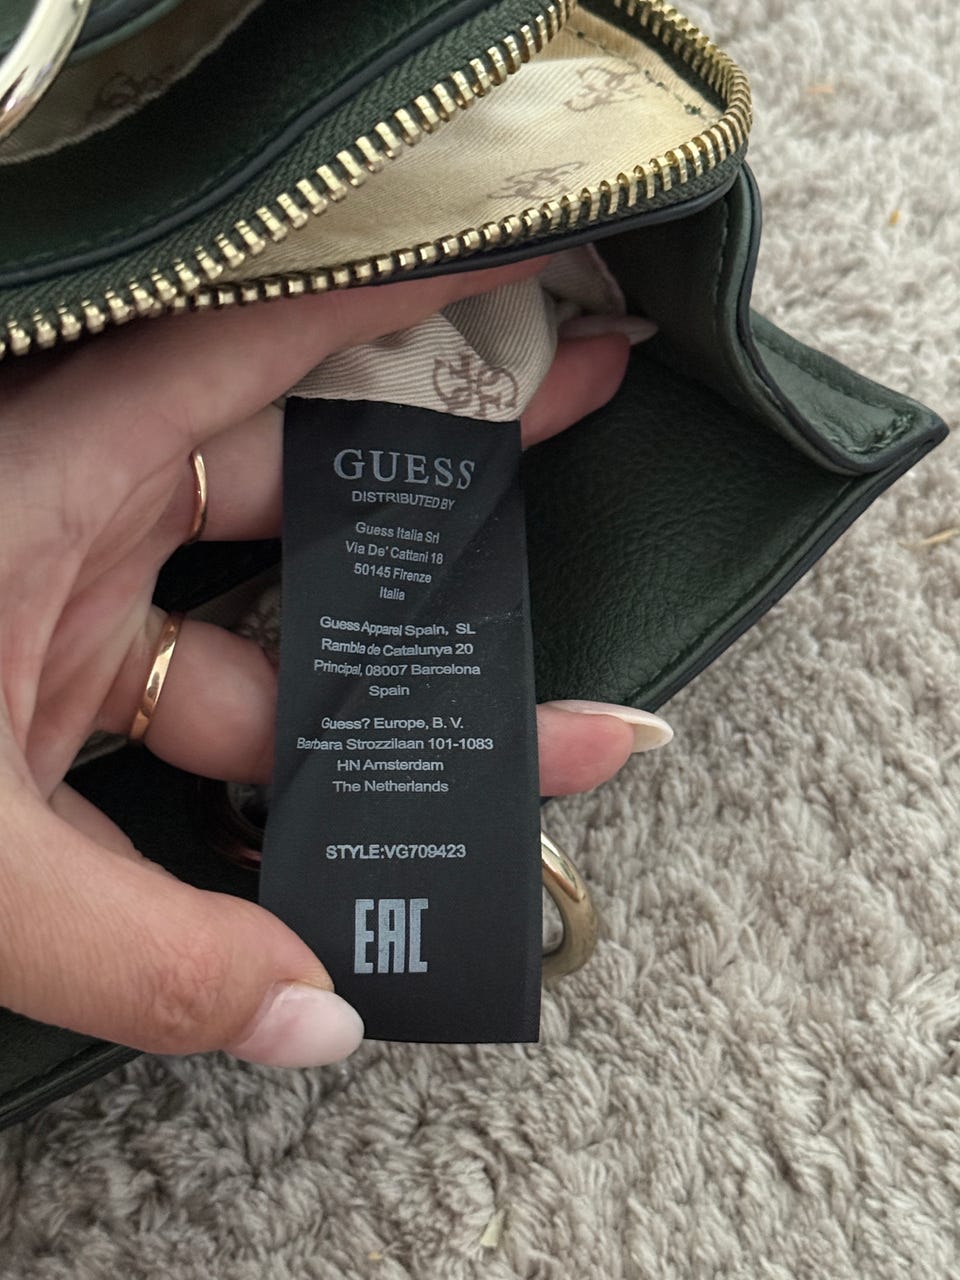 GUESS
DISTRIBUTED BY
Guess Italia Srl
Via De' Cattani 18
50145 Firenze
Italia
Guess Apparel Spain, SL
Rambla de Catalunya 20
Principal, 08007 Barcelona
Spain
Guess? Europe, B. V.
Barbara Strozzilaan 101-1083
HN Amsterdam
The Netherlands
STYLE:VG709423
EAC